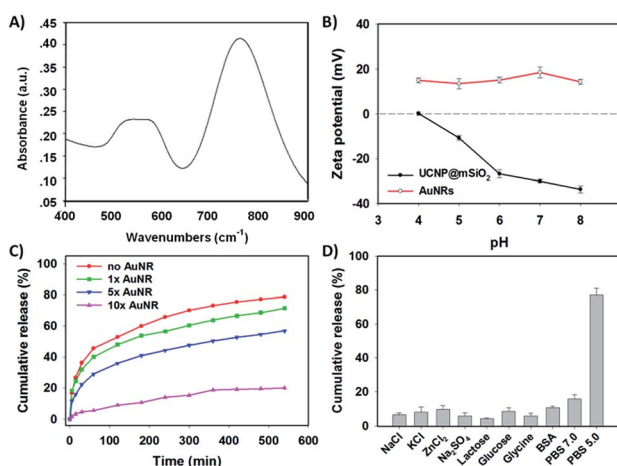 A)
.45
.40
.35
.30
.25
.20
.15
.10
.05
Absorbance (a.u.)
400 500 600 700 800 900
Wavenumbers (cm-1)
B)
40
20
0
-20
-40
Zeta potential (mV)
UCNP@mSiO2
AuNRs
3 4 5 6 7 8
pH
C)
100
80
60
40
20
0
Cumulative release (%)
no AuNR
1x AuNR
5x AuNR
10x AuNR
0 100 200 300 400 500 600
Time (min)
D)
100
80
60
40
20
0
Cumulative release (%)
NaCl KCl ZnCl2 Na2SO4 Lactose Glucose Glycine BSA PBS 7.0 PBS 5.0